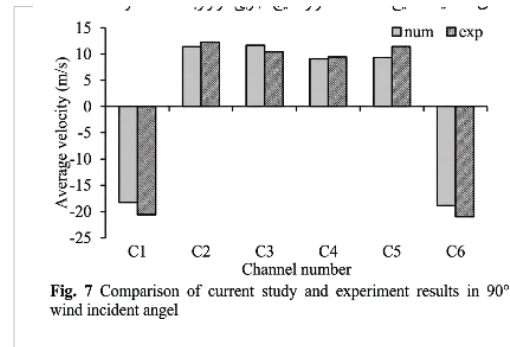 15
10
5
0
-5
-10
-15
-20
-25
Average velocity (m/s)
num exp
C1 C2 C3 C4 C5 C6
Channel number
Fig. 7 Comparison of current study and experiment results in 90°
wind incident angel